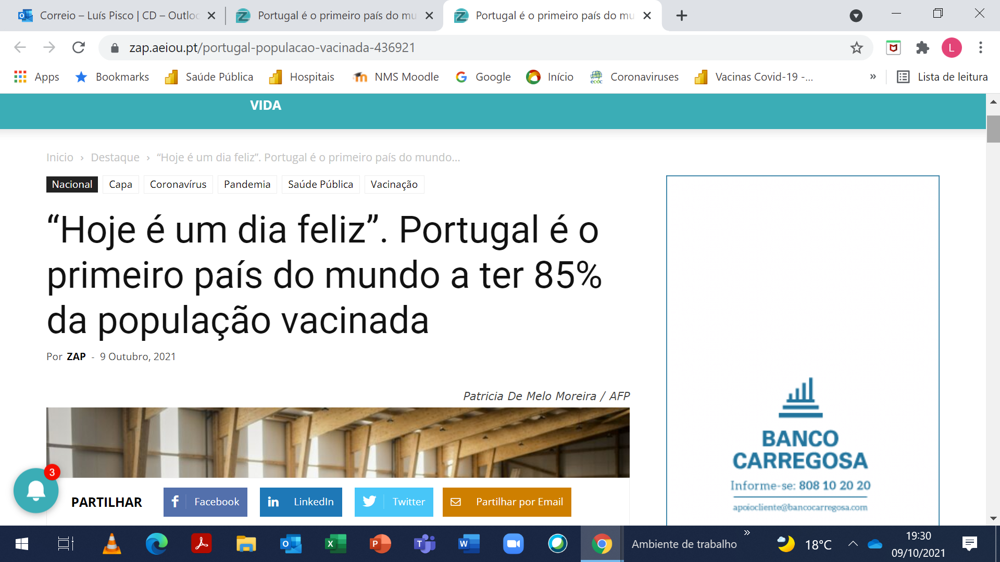 Correio – Luís Pisco | CD – Outloo
Portugal é o primeiro país do mu
Portugal é o primeiro país do mu
zap.aeiou.pt/portugal-populacao-vacinada-436921
L
Apps
Bookmarks
Saúde Pública
Hospitais
NMS Moodle
Google
Início
Coronaviruses
Vacinas Covid-19 -...
»
Lista de leitura
VIDA
Inicio › Destaque › “Hoje é um dia feliz”. Portugal é o primeiro país do mundo...
Nacional
Capa
Coronavírus
Pandemia
Saúde Pública
Vacinação
“Hoje é um dia feliz”. Portugal é o
primeiro país do mundo a ter 85%
da população vacinada
Por ZAP - 9 Outubro, 2021
Patricia De Melo Moreira / AFP
BANCO
CARREGOSA
Informe-se: 808 10 20 20
apoiocliente@bancocarregosa.com
3
PARTILHAR
Facebook
LinkedIn
Twitter
Partilhar por Email
Ambiente de trabalho
»
18°C
19:30
09/10/2021